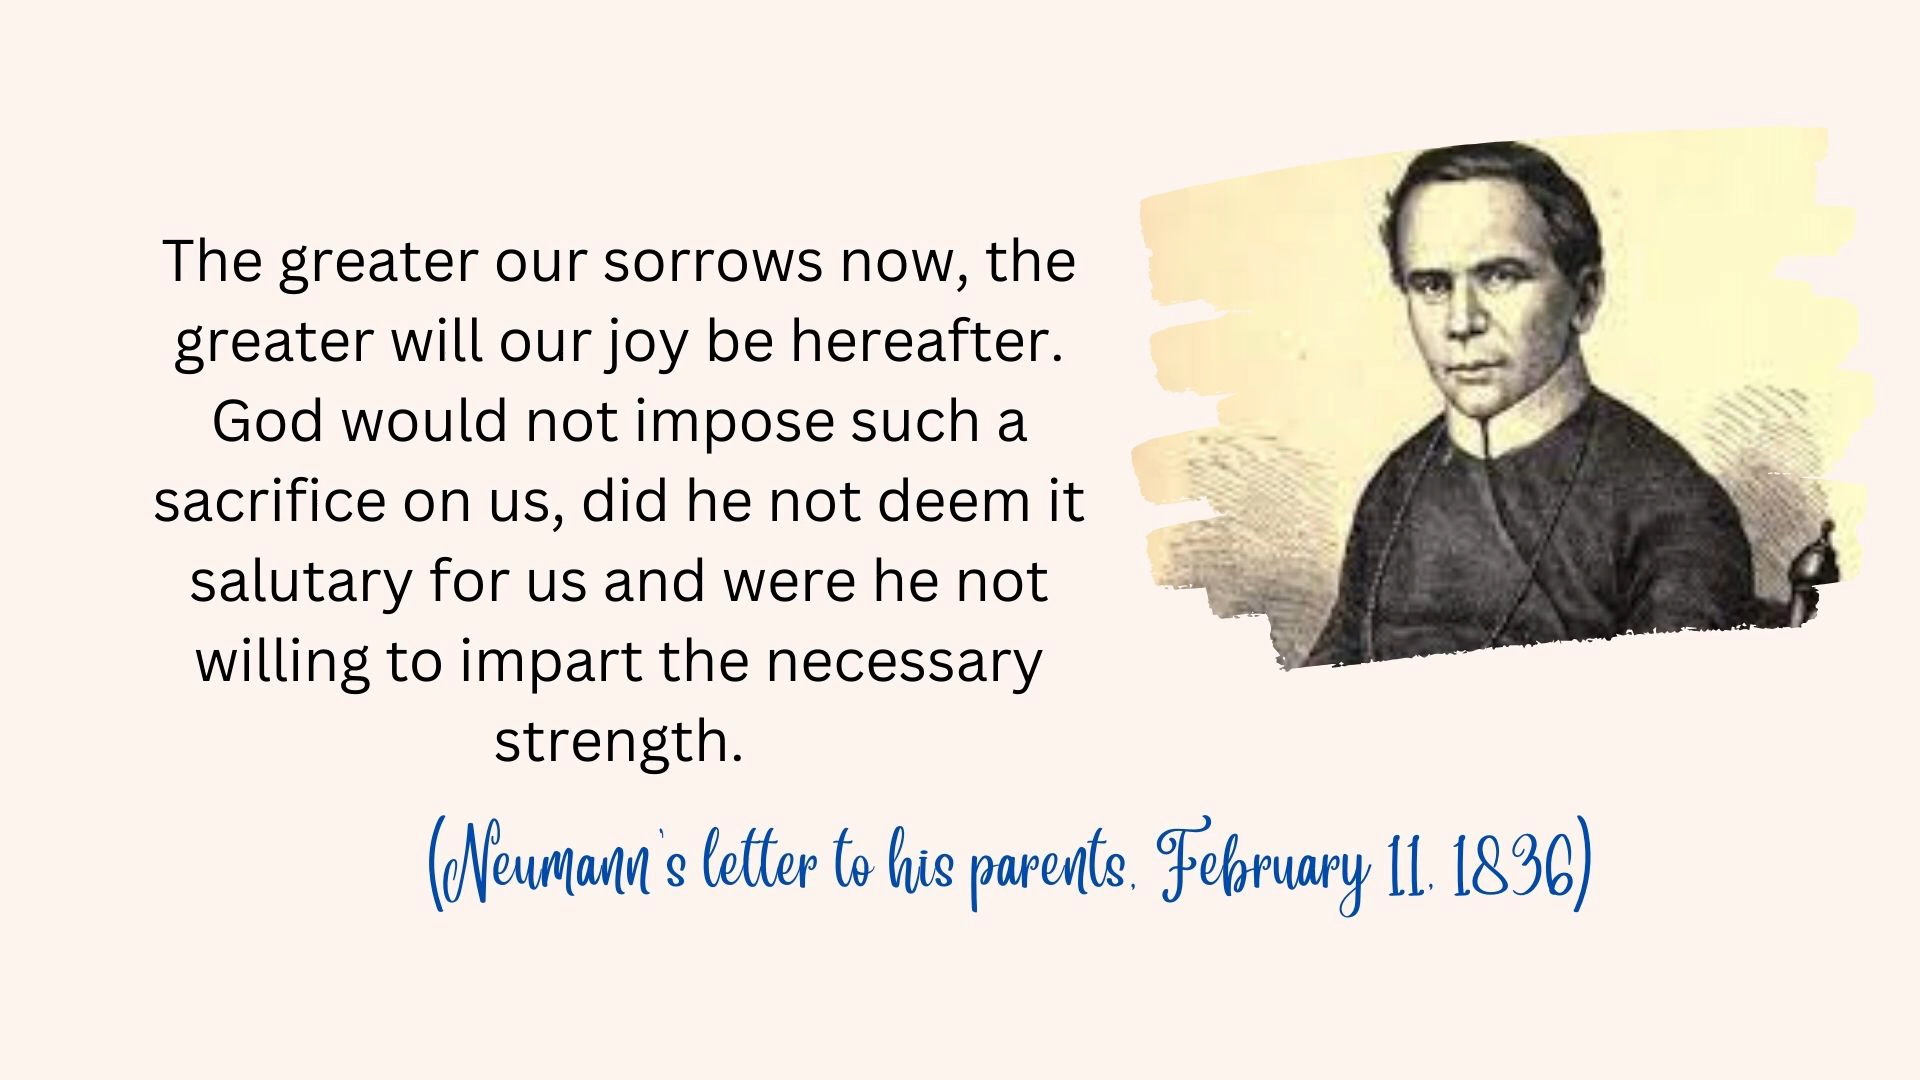 The greater our sorrows now, the
greater will our joy be hereafter.
God would not impose such a
sacrifice on us, did he not deem it
salutary for us and were he not
willing to impart the necessary
strength.
(Neumann's letter to his parents, February 11, 1836)